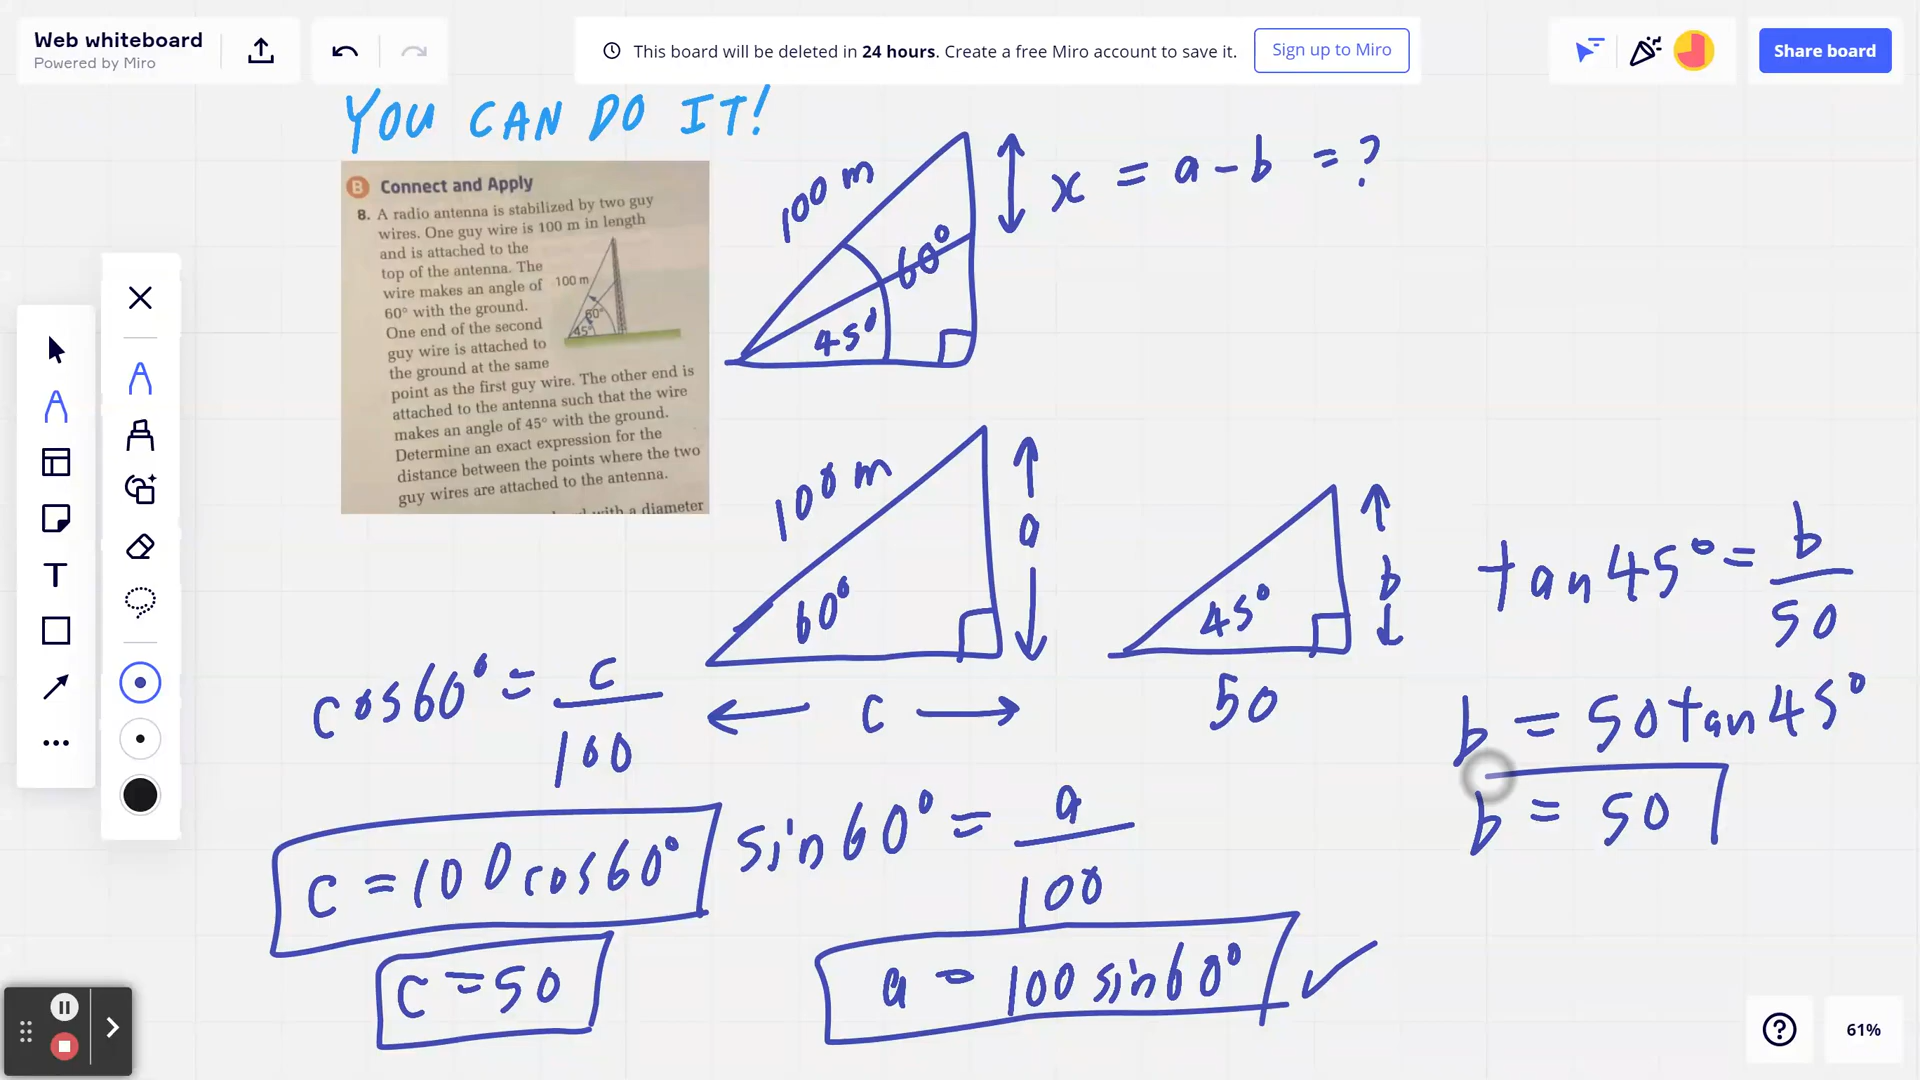 Web whiteboard
Powered by Miro
This board will be deleted in 24 hours. Create a free Miro account to save it.
Sign up to Miro
Share board
YOU CAN DO IT!
B Connect and Apply
8. A radio antenna is stabilized by two guy
wires. One guy wire is 100 m in length
and is attached to the
top of the antenna. The
wire makes an angle of
60° with the ground.
One end of the second
guy wire is attached to
the ground at the same
point as the first guy wire. The other end is
attached to the antenna such that the wire
makes an angle of 45° with the ground.
Determine an exact expression for the
distance between the points where the two
guy wires are attached to the antenna.
with a diameter
100 m
60°
45°
100 m
60°
45°
x = a - b = ?
100 m
60°
a
c
45°
b
50
tan 45° = b/50
b = 50 tan 45°
b = 50
cos 60° = c/100
c = 100 cos 60°
c = 50
sin 60° = a/100
a = 100 sin 60° ✓
T
61%